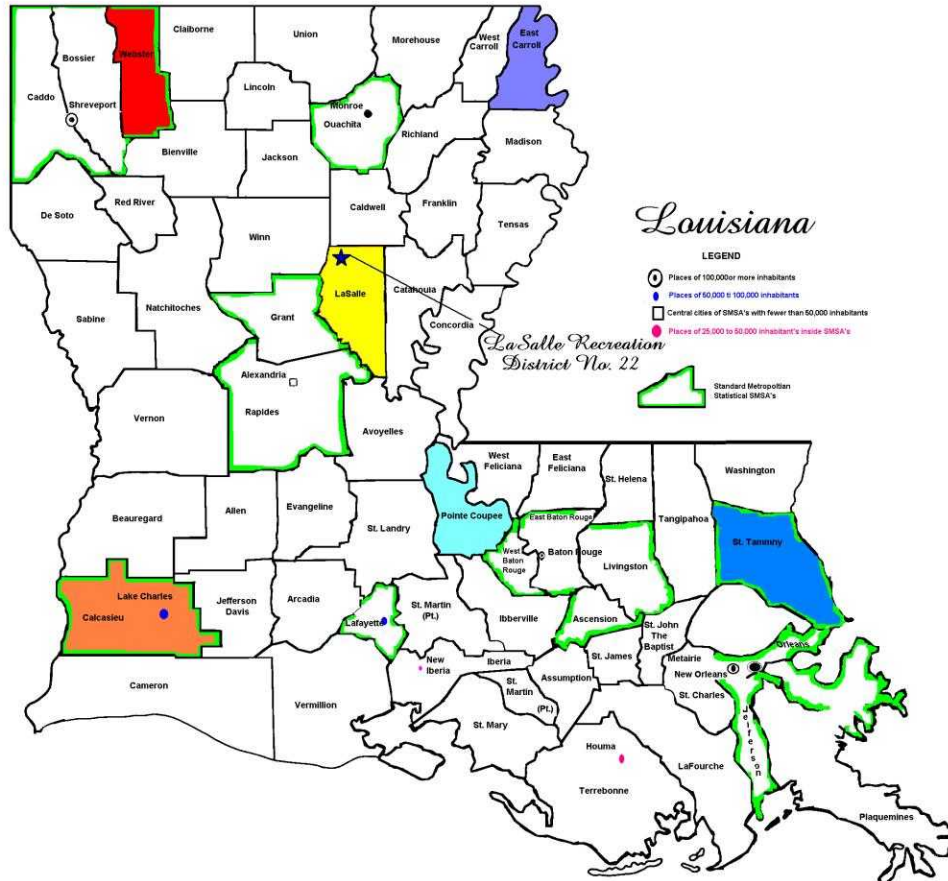 Claiborne
Union
Morehouse
West
Carroll
East
Carroll
Bossier
Webster
Caddo
Shreveport
Lincoln
Monroe
Ouachita
Richland
Madison
Bienville
Jackson
De Soto
Red River
Caldwell
Franklin
Tensas
Winn
Louisiana
LEGEND
Places of 100,000or more inhabitants
Places of 50,000 ti 100,000 inhabitants
Central cities of SMSA's with fewer than 50,000 inhabitants
Places of 25,000 to 50,000 inhabitant's inside SMSA's
Standard Metropoltian
Statistical SMSA's
LaSalle
Catahoula
Concordia
LaSalle Recreation
District No. 22
Sabine
Natchitoches
Grant
Alexandria
Rapides
Vernon
Avoyelles
West
Feliciana
East
Feliciana
St. Helena
Washington
Beauregard
Allen
Evangeline
St. Landry
Pointe Coupee
East Baton Rouge
West
Baton
Rouge
Baton Rouge
Livingston
Tangipahoa
St. Tammny
Lake Charles
Calcasieu
Jefferson
Davis
Arcadia
Lafayette
St. Martin
(Pt.)
Ibberville
Ascension
St. John
The
Baptist
Orleans
Cameron
Vermillion
New
Iberia
Iberia
St.
Martin
(Pt.)
Assumption
St. James
Metairie
New Orleans
St. Charles
St. Mary
Jefferson
Houma
Terrebonne
LaFourche
Plaquemines